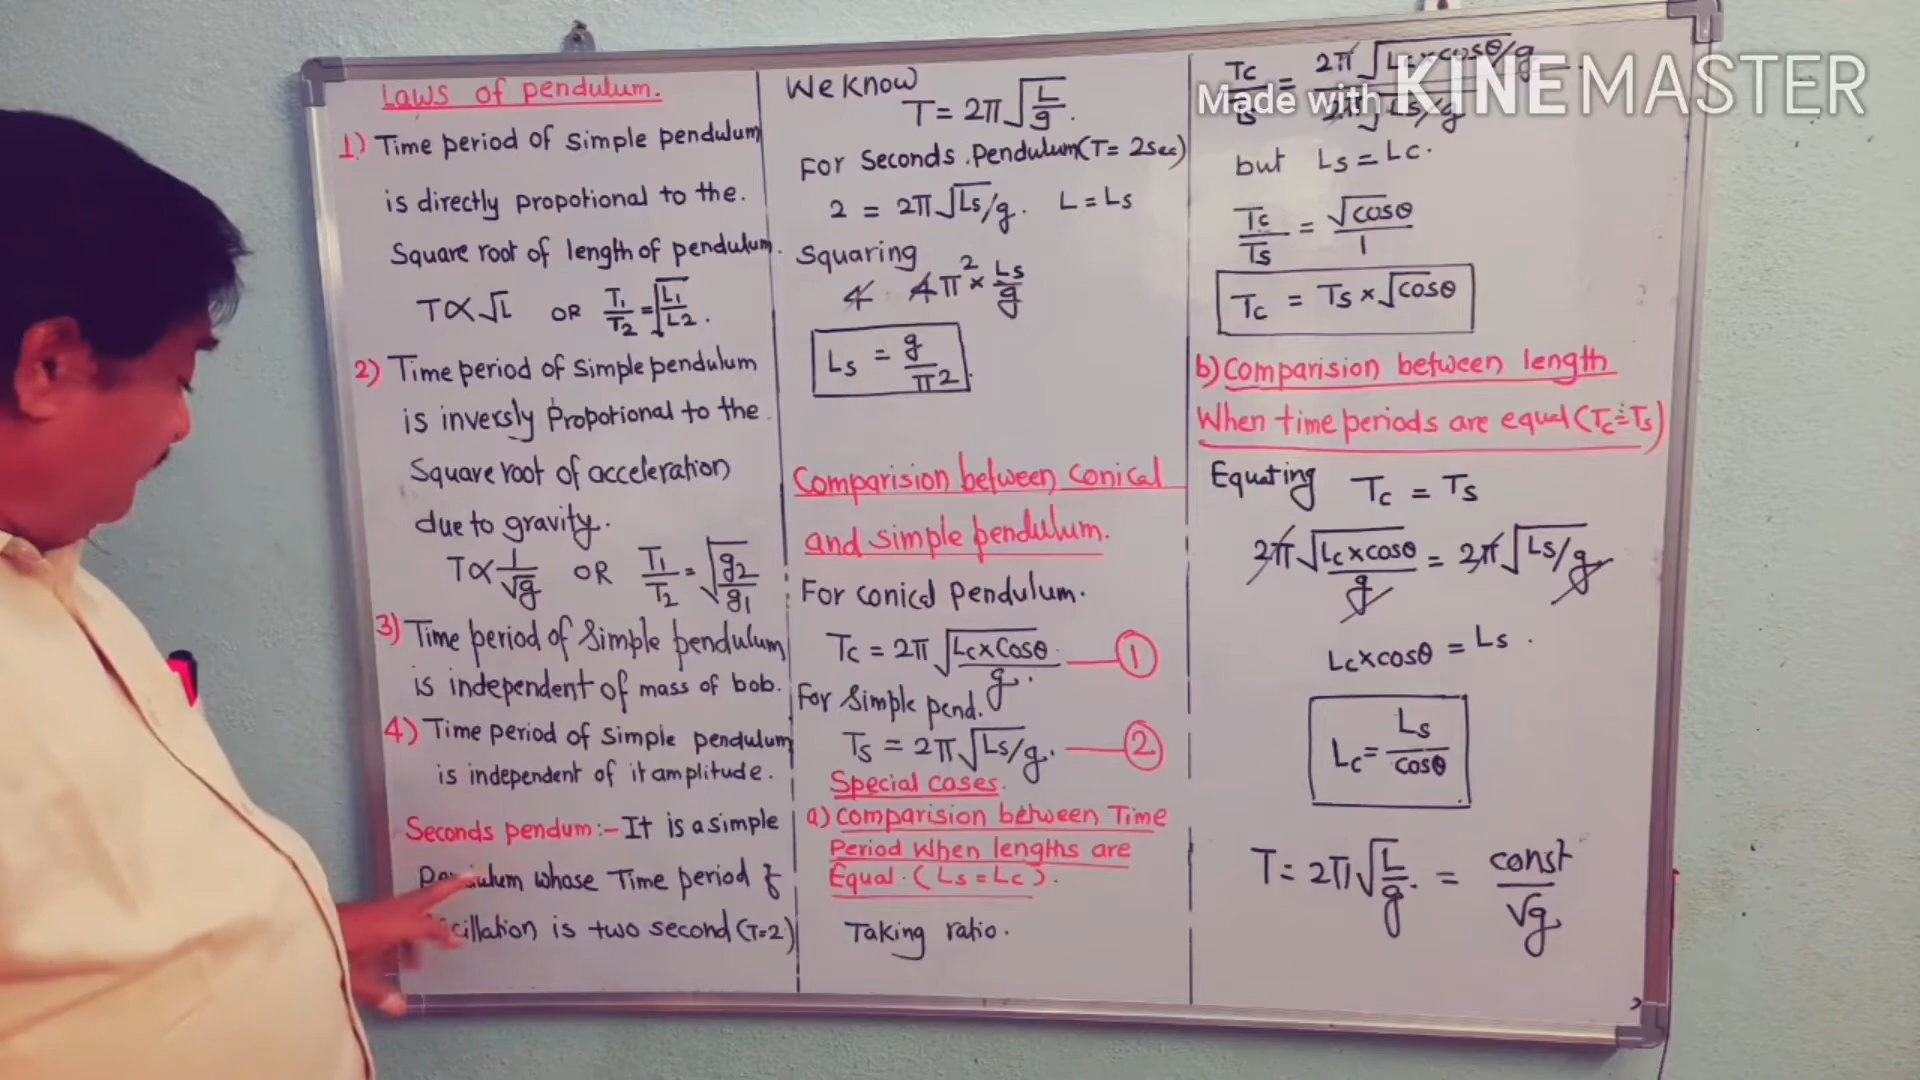 Laws of pendulum.
1) Time period of simple pendulum
is directly propotional to the.
Square root of length of pendulum.
T∝√L OR T₁/T₂ = √L₁/L₂.
2) Time period of simple pendulum
is inversly Propotional to the
Square root of acceleration
due to gravity.
T∝ 1/√g OR T₁/T₂ = √g₂/g₁
3) Time period of simple pendulum
is independent of mass of bob.
4) Time period of simple pendulum
is independent of it amplitude.
Seconds pendum:- It is a simple
whose Time period of
is two second (T=2)
We know
T = 2π√L/g.
For Seconds Pendulum (T= 2sec)
2 = 2π√Ls/g. L = Ls
Squaring
4 4π² × Ls/g
Ls = g/π2.
Comparision between conical
and simple pendulum.
For conical Pendulum.
Tc = 2π√Lc×Cosθ/g. ①
For simple pend.
Ts = 2π√Ls/g. ②
Special cases.
a) Comparision between Time
Period When lengths are
Equal. (Ls = Lc).
Taking ratio.
Made with KINEMASTER
but Ls = Lc.
Tc/Ts = √cosθ/1
Tc = Ts × √cosθ
b) Comparision between length
When time periods are equal (Tc=Ts)
Equating Tc = Ts
2π√Lc×cosθ/g = 2π√Ls/g
Lc×cosθ = Ls.
Lc = Ls/cosθ
T = 2π√L/g. = const/√g